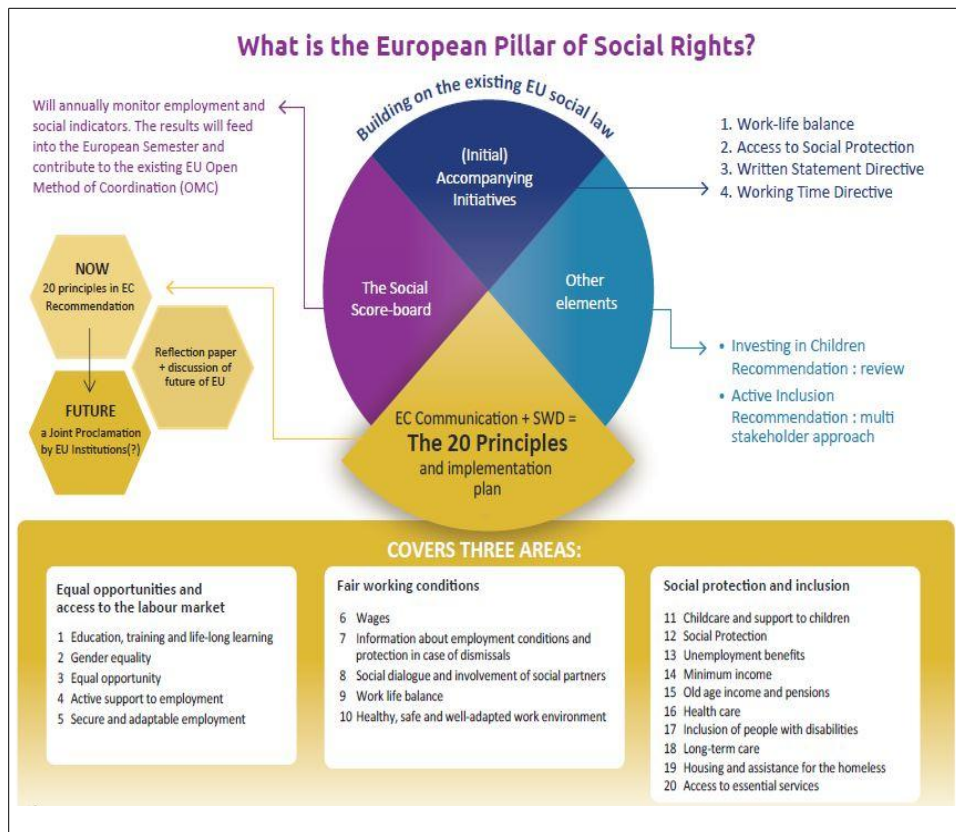 What is the European Pillar of Social Rights?
Building on the existing EU social law
Will annually monitor employment and
social indicators. The results will feed
into the European Semester and
contribute to the existing EU Open
Method of Coordination (OMC)
(Initial)
Accompanying
Initiatives
1. Work-life balance
2. Access to Social Protection
3. Written Statement Directive
4. Working Time Directive
The Social
Score-board
Other
elements
NOW
20 principles in EC
Recommendation
Reflection paper
+ discussion of
future of EU
FUTURE
a Joint Proclamation
by EU Institutions(?)
• Investing in Children
Recommendation : review
• Active Inclusion
Recommendation : multi
stakeholder approach
EC Communication + SWD =
The 20 Principles
and implementation
plan
COVERS THREE AREAS:
Equal opportunities and
access to the labour market
1 Education, training and life-long learning
2 Gender equality
3 Equal opportunity
4 Active support to employment
5 Secure and adaptable employment
Fair working conditions
6 Wages
7 Information about employment conditions and
protection in case of dismissals
8 Social dialogue and involvement of social partners
9 Work life balance
10 Healthy, safe and well-adapted work environment
Social protection and inclusion
11 Childcare and support to children
12 Social Protection
13 Unemployment benefits
14 Minimum income
15 Old age income and pensions
16 Health care
17 Inclusion of people with disabilities
18 Long-term care
19 Housing and assistance for the homeless
20 Access to essential services